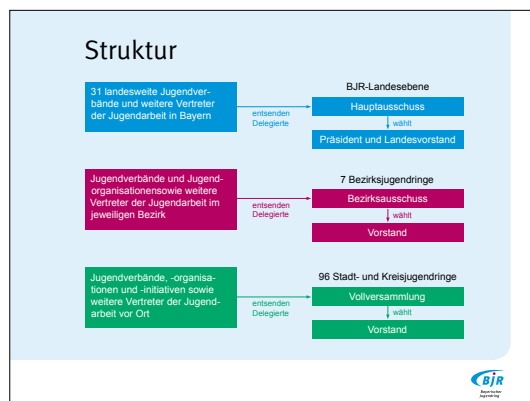 Struktur
31 landesweite Jugendver-
bände und weitere Vertreter
der Jugendarbeit in Bayern
entsenden
Delegierte
BJR-Landesebene
Hauptausschuss
wählt
Präsident und Landesvorstand
Jugendverbände und Jugend-
organisationensowie weitere
Vertreter der Jugendarbeit im
jeweiligen Bezirk
entsenden
Delegierte
7 Bezirksjugendringe
Bezirksausschuss
wählt
Vorstand
Jugendverbände, -organisa-
tionen und -initiativen sowie
weitere Vertreter der Jugend-
arbeit vor Ort
entsenden
Delegierte
96 Stadt- und Kreisjugendringe
Vollversammlung
wählt
Vorstand
BJR
Bayerischer
Jugendring